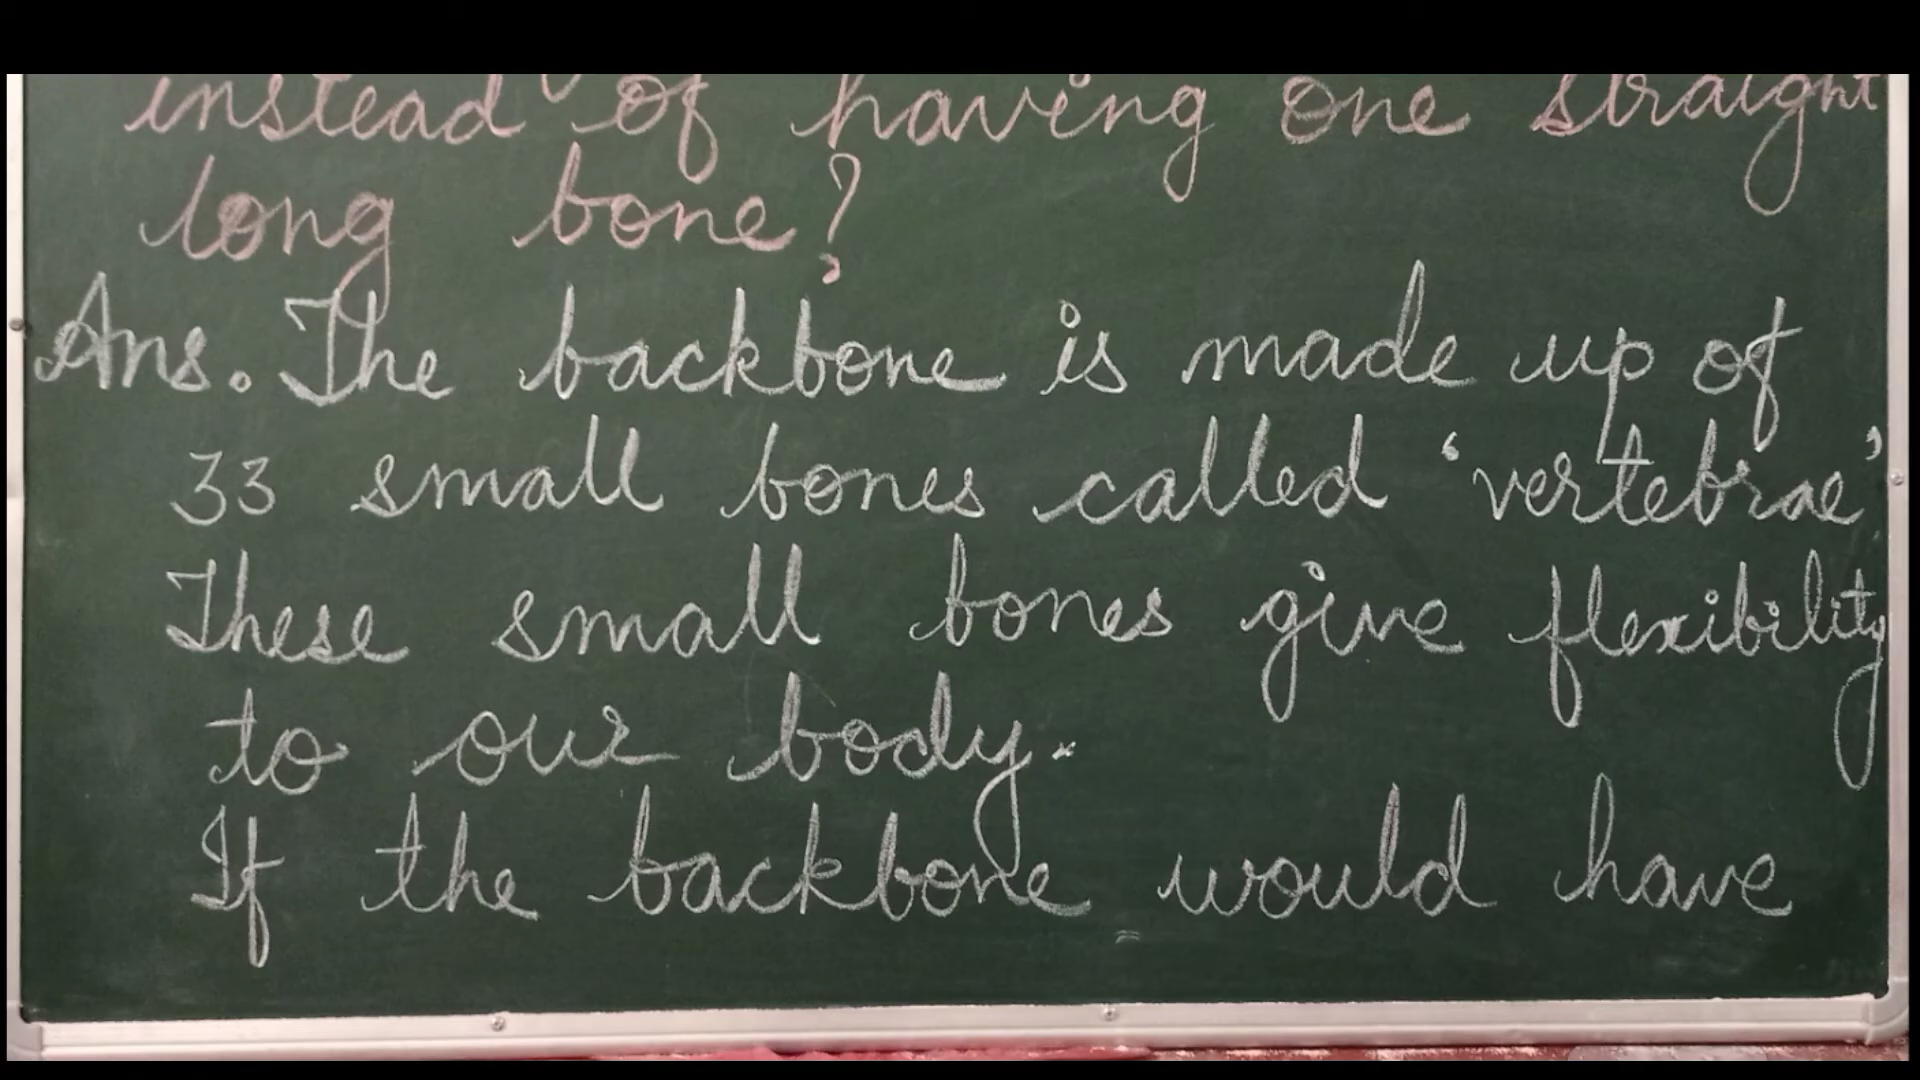 instead of having one straight
long bone?
Ans. The backbone is made up of
33 small bones called 'vertebrae'
These small bones give flexibility
to our body.
If the backbone would have